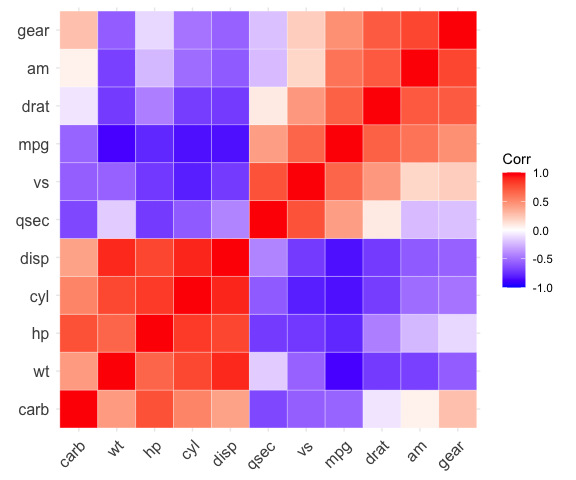 gear
am
drat
mpg
vs
qsec
disp
cyl
hp
wt
carb
carb wt hp cyl disp qsec vs mpg drat am gear
Corr
1.0
0.5
0.0
-0.5
-1.0